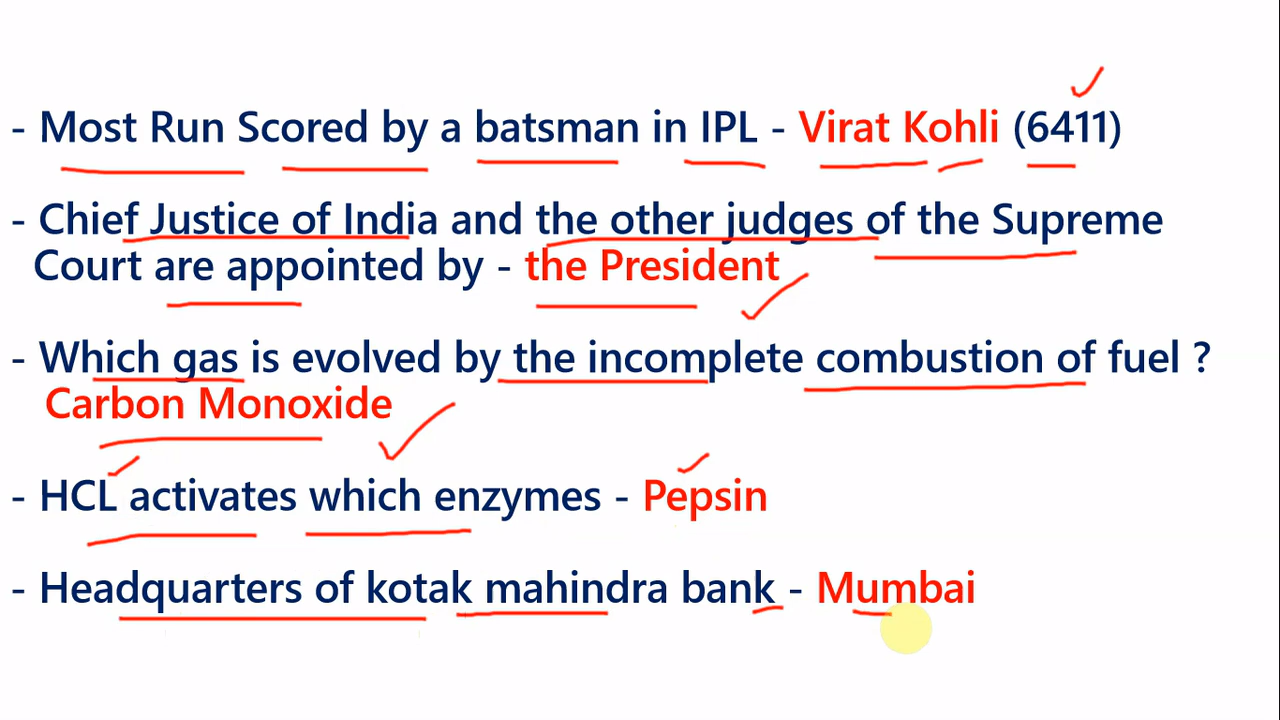 - Most Run Scored by a batsman in IPL - Virat Kohli (6411)
- Chief Justice of India and the other judges of the Supreme
Court are appointed by - the President
- Which gas is evolved by the incomplete combustion of fuel ?
Carbon Monoxide
- HCL activates which enzymes - Pepsin
- Headquarters of kotak mahindra bank - Mumbai